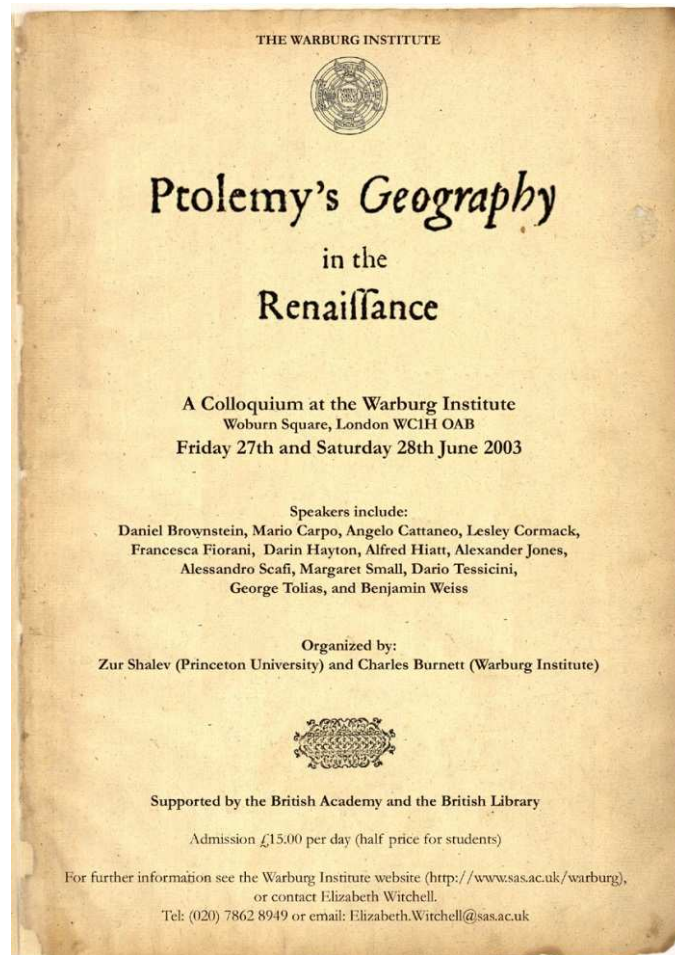 THE WARBURG INSTITUTE
Ptolemy's Geography
in the
Renaiſſance
A Colloquium at the Warburg Institute
Woburn Square, London WC1H OAB
Friday 27th and Saturday 28th June 2003
Speakers include:
Daniel Brownstein, Mario Carpo, Angelo Cattaneo, Lesley Cormack,
Francesca Fiorani, Darin Hayton, Alfred Hiatt, Alexander Jones,
Alessandro Scafi, Margaret Small, Dario Tessicini,
George Tolias, and Benjamin Weiss
Organized by:
Zur Shalev (Princeton University) and Charles Burnett (Warburg Institute)
Supported by the British Academy and the British Library
Admission £15.00 per day (half price for students)
For further information see the Warburg Institute website (http://www.sas.ac.uk/warburg),
or contact Elizabeth Witchell.
Tel: (020) 7862 8949 or email: Elizabeth.Witchell@sas.ac.uk